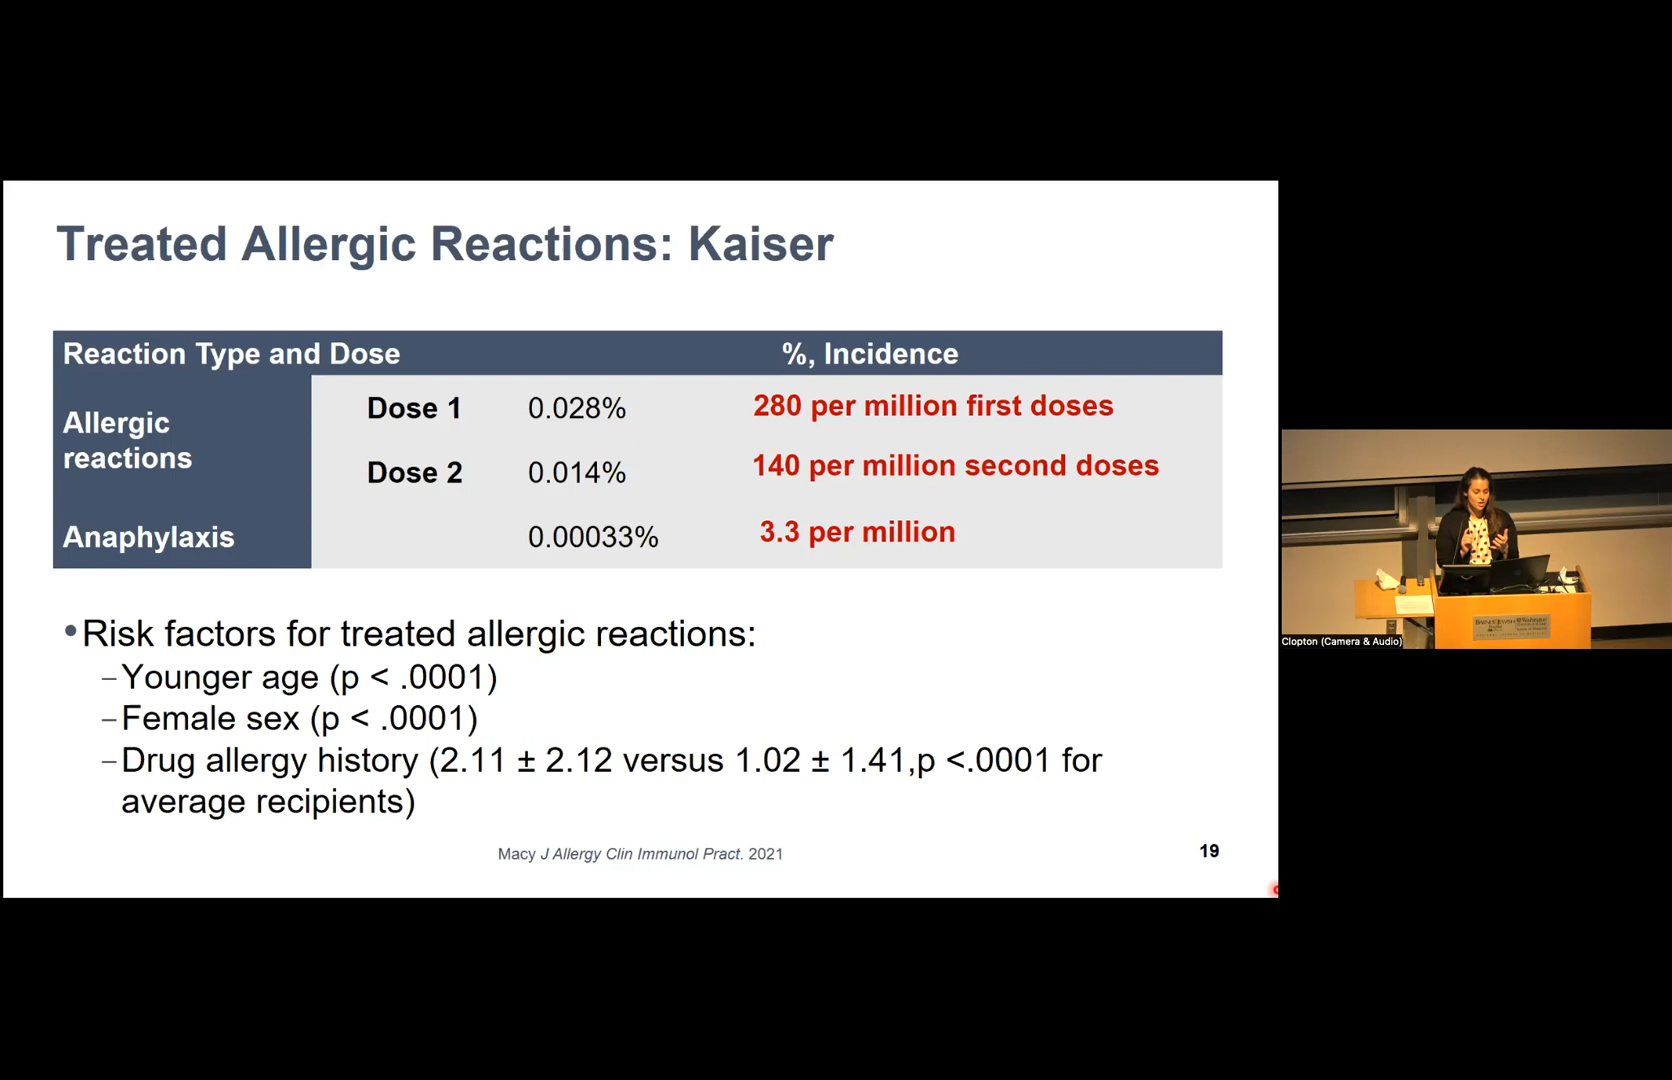 Treated Allergic Reactions: Kaiser
Reaction Type and Dose %, Incidence
Allergic
reactions
Dose 1 0.028% 280 per million first doses
Dose 2 0.014% 140 per million second doses
Anaphylaxis 0.00033% 3.3 per million
•Risk factors for treated allergic reactions:
–Younger age (p < .0001)
–Female sex (p < .0001)
–Drug allergy history (2.11 ± 2.12 versus 1.02 ± 1.41,p <.0001 for
average recipients)
Macy J Allergy Clin Immunol Pract. 2021
19
Clopton (Camera & Audio)